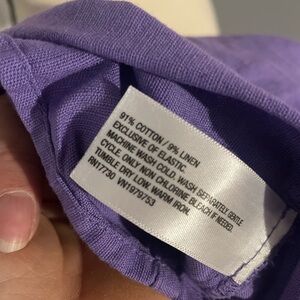 91% COTTON / 9% LINEN
EXCLUSIVE OF ELASTIC.
MACHINE WASH COLD. WASH SEPARATELY GENTLE
CYCLE. ONLY NON CHLORINE BLEACH IF NEEDED.
TUMBLE DRY LOW. WARM IRON.
RN17730 VN1979753